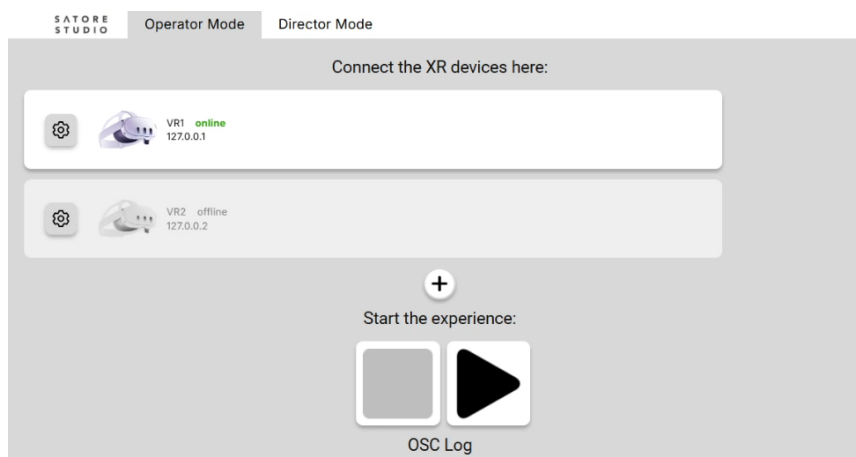 SATORE
STUDIO
Operator Mode
Director Mode
Connect the XR devices here:
VR1 online
127.0.0.1
VR2 offline
127.0.0.2
Start the experience:
OSC Log